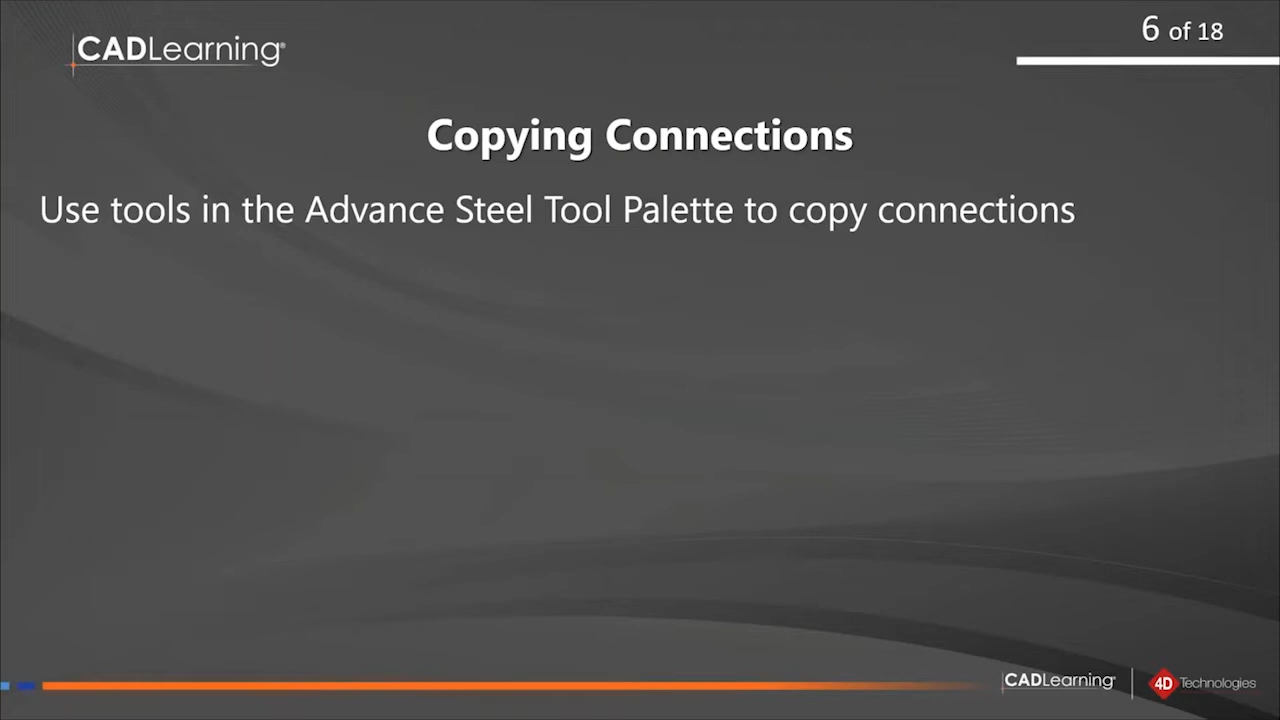 CADLearning®
6 of 18
Copying Connections
Use tools in the Advance Steel Tool Palette to copy connections
CADLearning®
4D Technologies